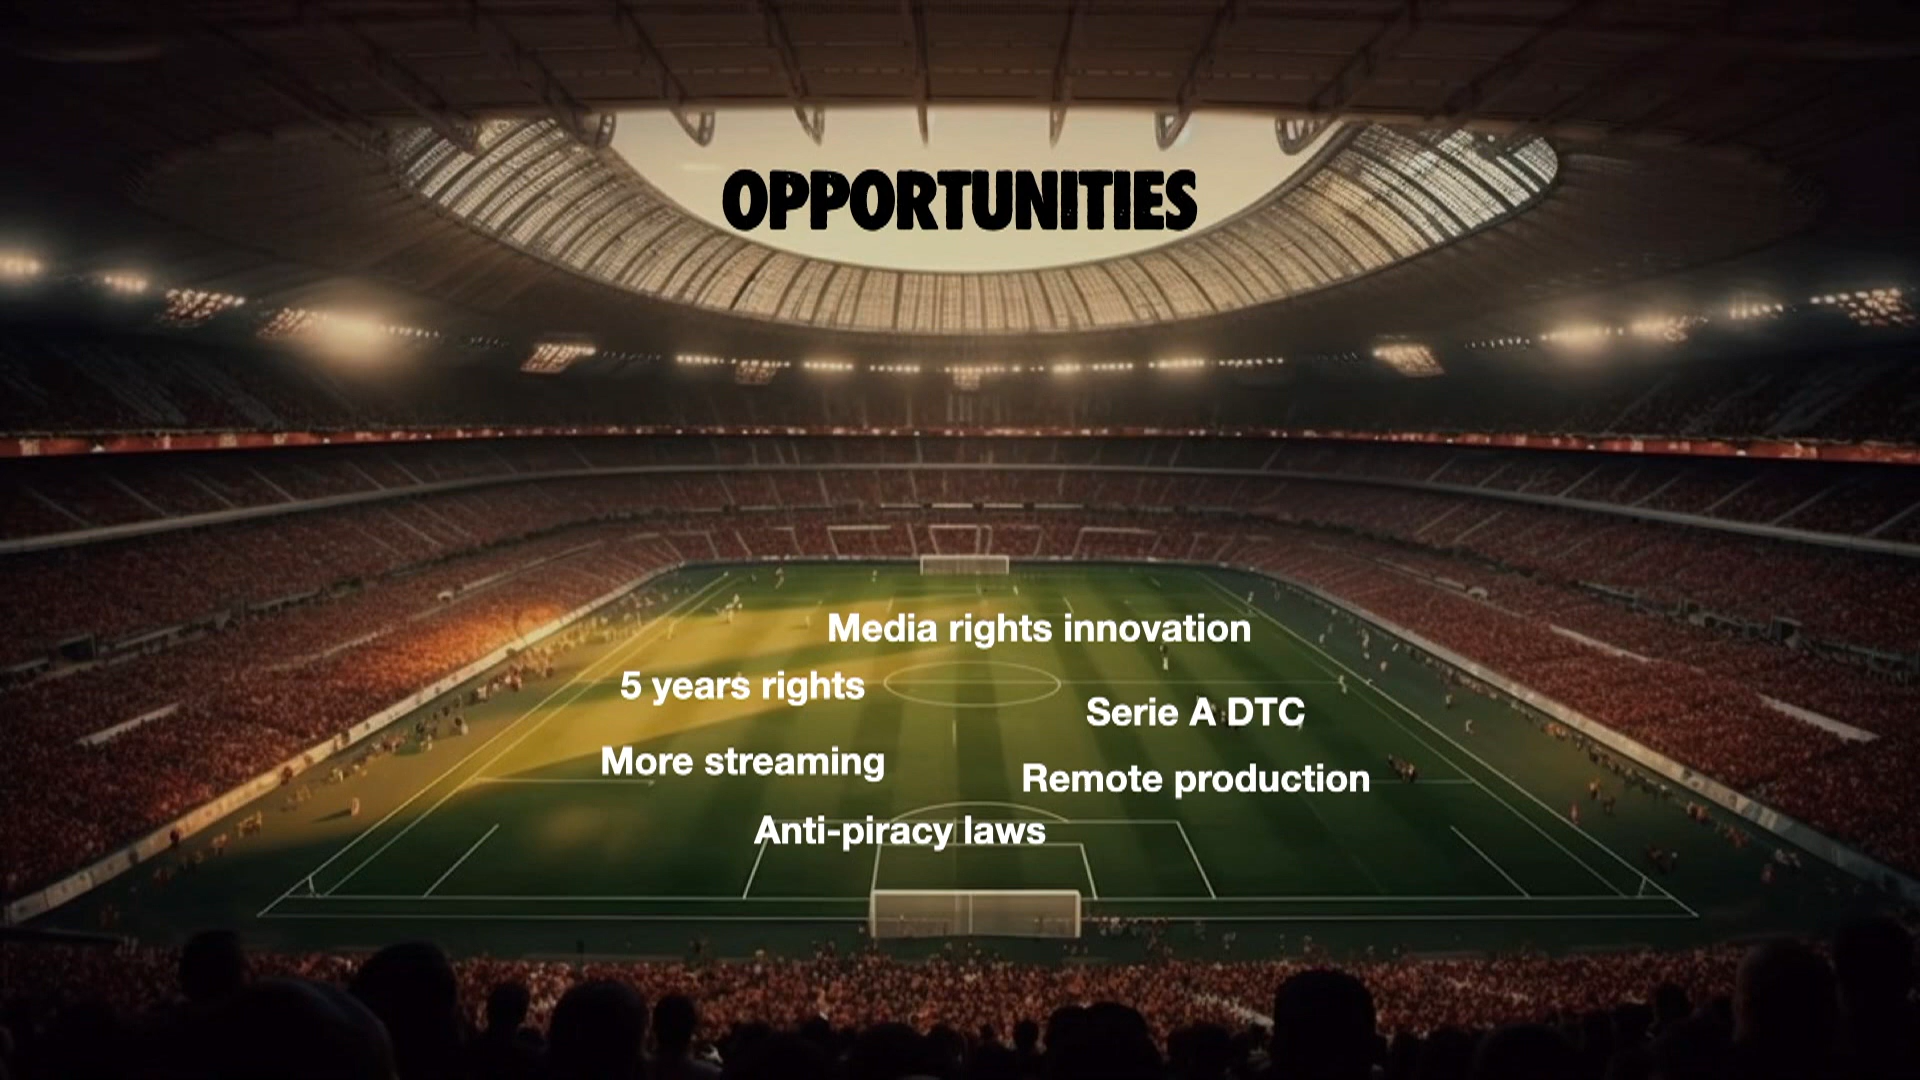 OPPORTUNITIES
Media rights innovation
5 years rights
Serie A DTC
More streaming
Remote production
Anti-piracy laws